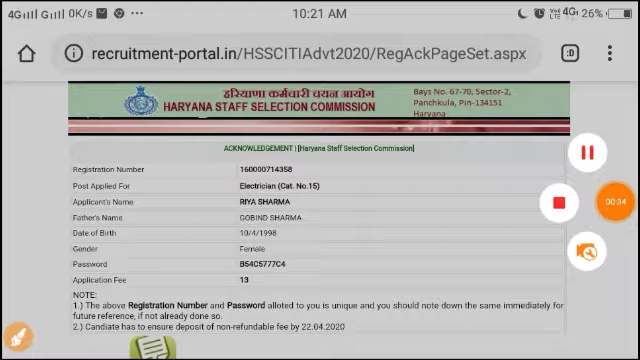 4G 4G 0K/s 10:21 AM VoLTE 4G 26%
recruitment-portal.in/HSSCITIAdvt2020/RegAckPageSet.aspx :D
हरियाणा कर्मचारी चयन आयोग
HARYANA STAFF SELECTION COMMISSION
Bays No. 67-70, Sector-2,
Panchkula, Pin-134151
Haryana
ACKNOWLEDGEMENT | [Haryana Staff Selection Commission]
Registration Number 160000714358
Post Applied For Electrician (Cat. No.15)
Applicant's Name RIYA SHARMA
Father's Name GOBIND SHARMA
Date of Birth 10/4/1998
Gender Female
Password B54C5777C4
Application Fee 13
00:34
NOTE:
1.) The above Registration Number and Password alloted to you is unique and you should note down the same immediately for
future reference, if not already done so.
2.) Candiate has to ensure deposit of non-refundable fee by 22.04.2020